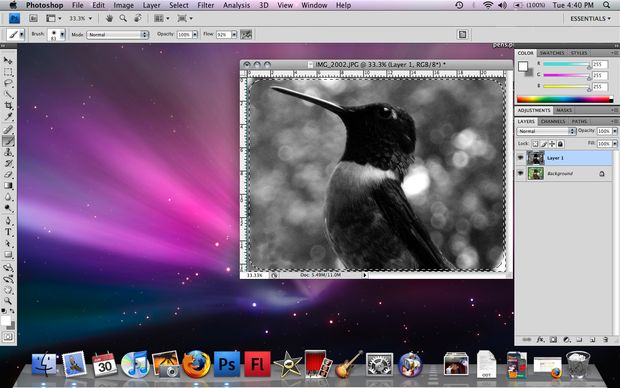 Photoshop File Edit Image Layer Select Filter Analysis 3D View Window Help (100%) Tue 4:40 PM
Ps 33.3% ESSENTIALS
Brush: 83 Mode: Normal Opacity: 100% Flow: 92%
pens.p
IMG_2002.JPG @ 33.3% (Layer 1, RGB/8*) *
COLOR SWATCHES STYLES
R 255
G 255
B 255
ADJUSTMENTS MASKS
LAYERS CHANNELS PATHS
Normal Opacity: 100%
Lock: Fill: 100%
Layer 1
Background
33.33% Doc: 5.49M/11.0M
30 Ps Fl